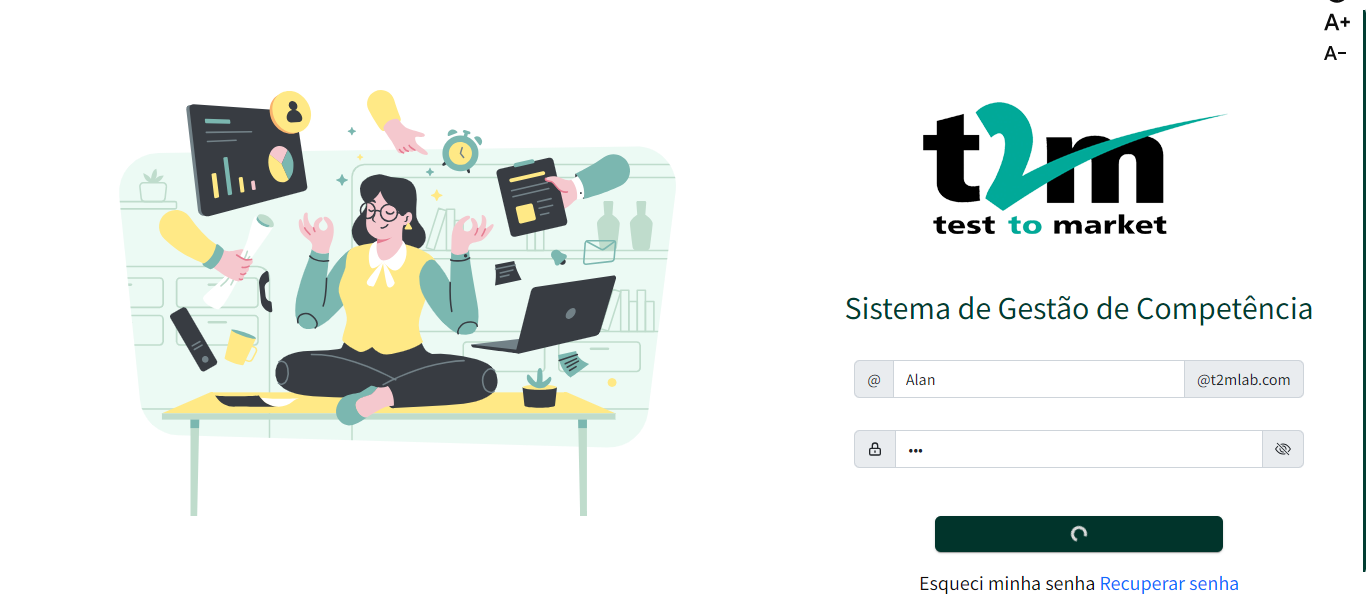 A+
A-
t2m
test to market
Sistema de Gestão de Competência
@ Alan @t2mlab.com
•••
Esqueci minha senha Recuperar senha